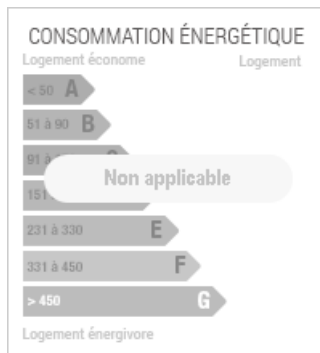 CONSOMMATION ÉNERGÉTIQUE
Logement économe Logement
< 50 A
51 à 90 B
91 à
Non applicable
151
231 à 330 E
331 à 450 F
> 450 G
Logement énergivore